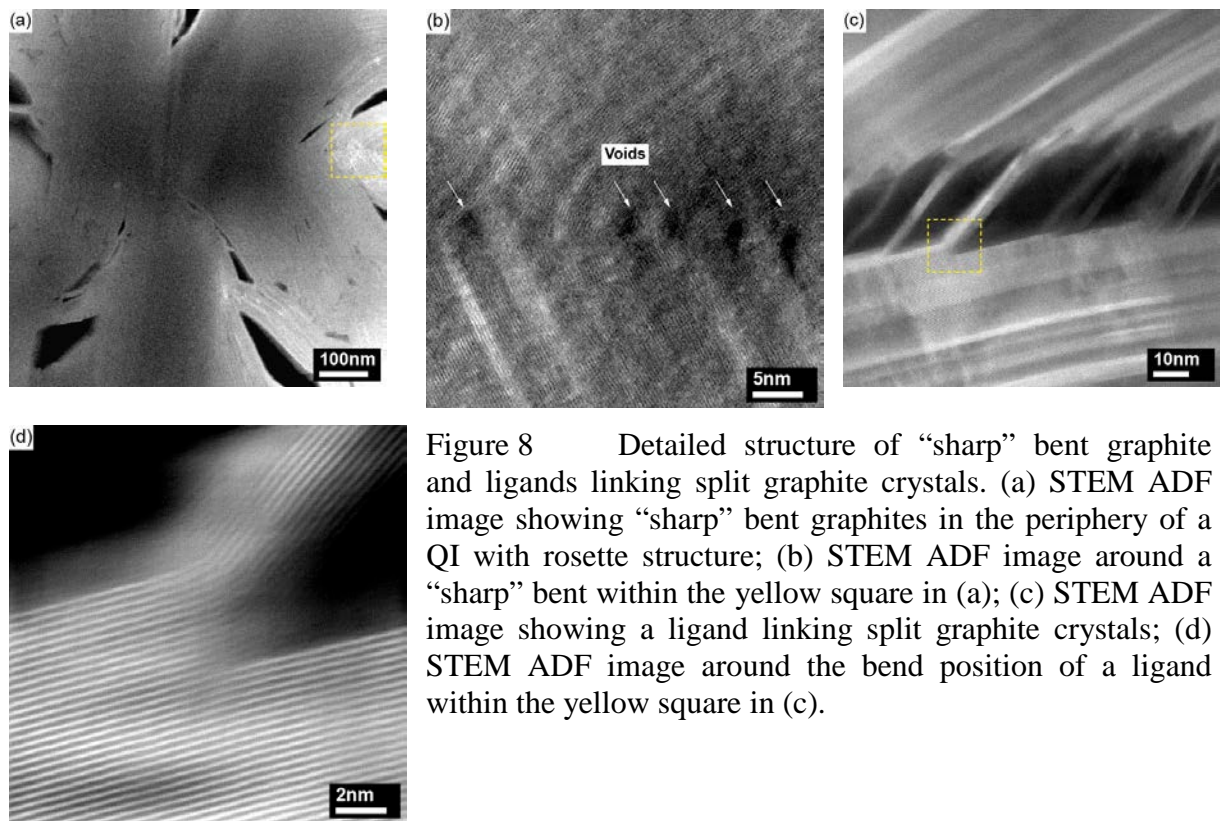 (a)
100nm
(b)
Voids
5nm
(c)
10nm
(d)
2nm
Figure 8 Detailed structure of “sharp” bent graphite
and ligands linking split graphite crystals. (a) STEM ADF
image showing “sharp” bent graphites in the periphery of a
QI with rosette structure; (b) STEM ADF image around a
“sharp” bent within the yellow square in (a); (c) STEM ADF
image showing a ligand linking split graphite crystals; (d)
STEM ADF image around the bend position of a ligand
within the yellow square in (c).